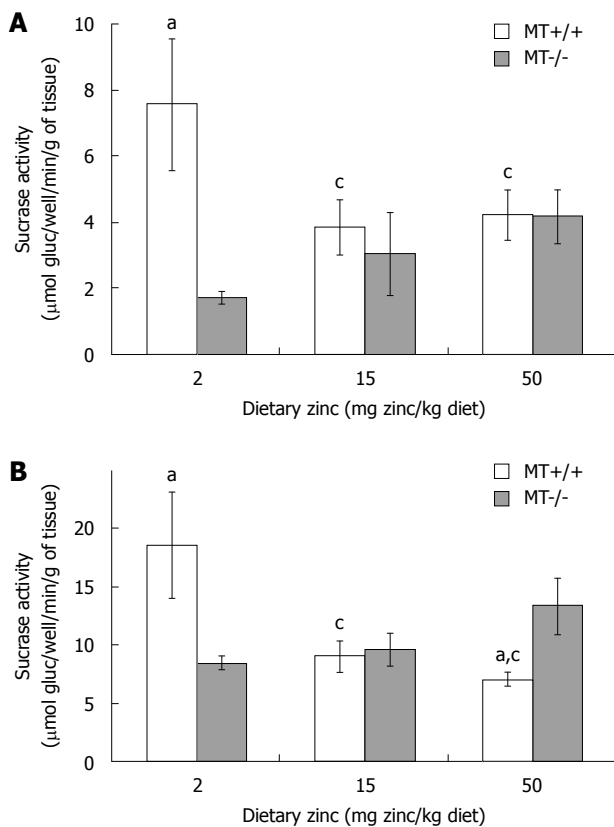 A
10
8
6
4
2
0
Sucrase activity
(μmol gluc/well/min/g of tissue)
a
c
c
MT+/+
MT-/-
2 15 50
Dietary zinc (mg zinc/kg diet)
B
20
15
10
5
0
Sucrase activity
(μmol gluc/well/min/g of tissue)
a
c
a,c
MT+/+
MT-/-
2 15 50
Dietary zinc (mg zinc/kg diet)